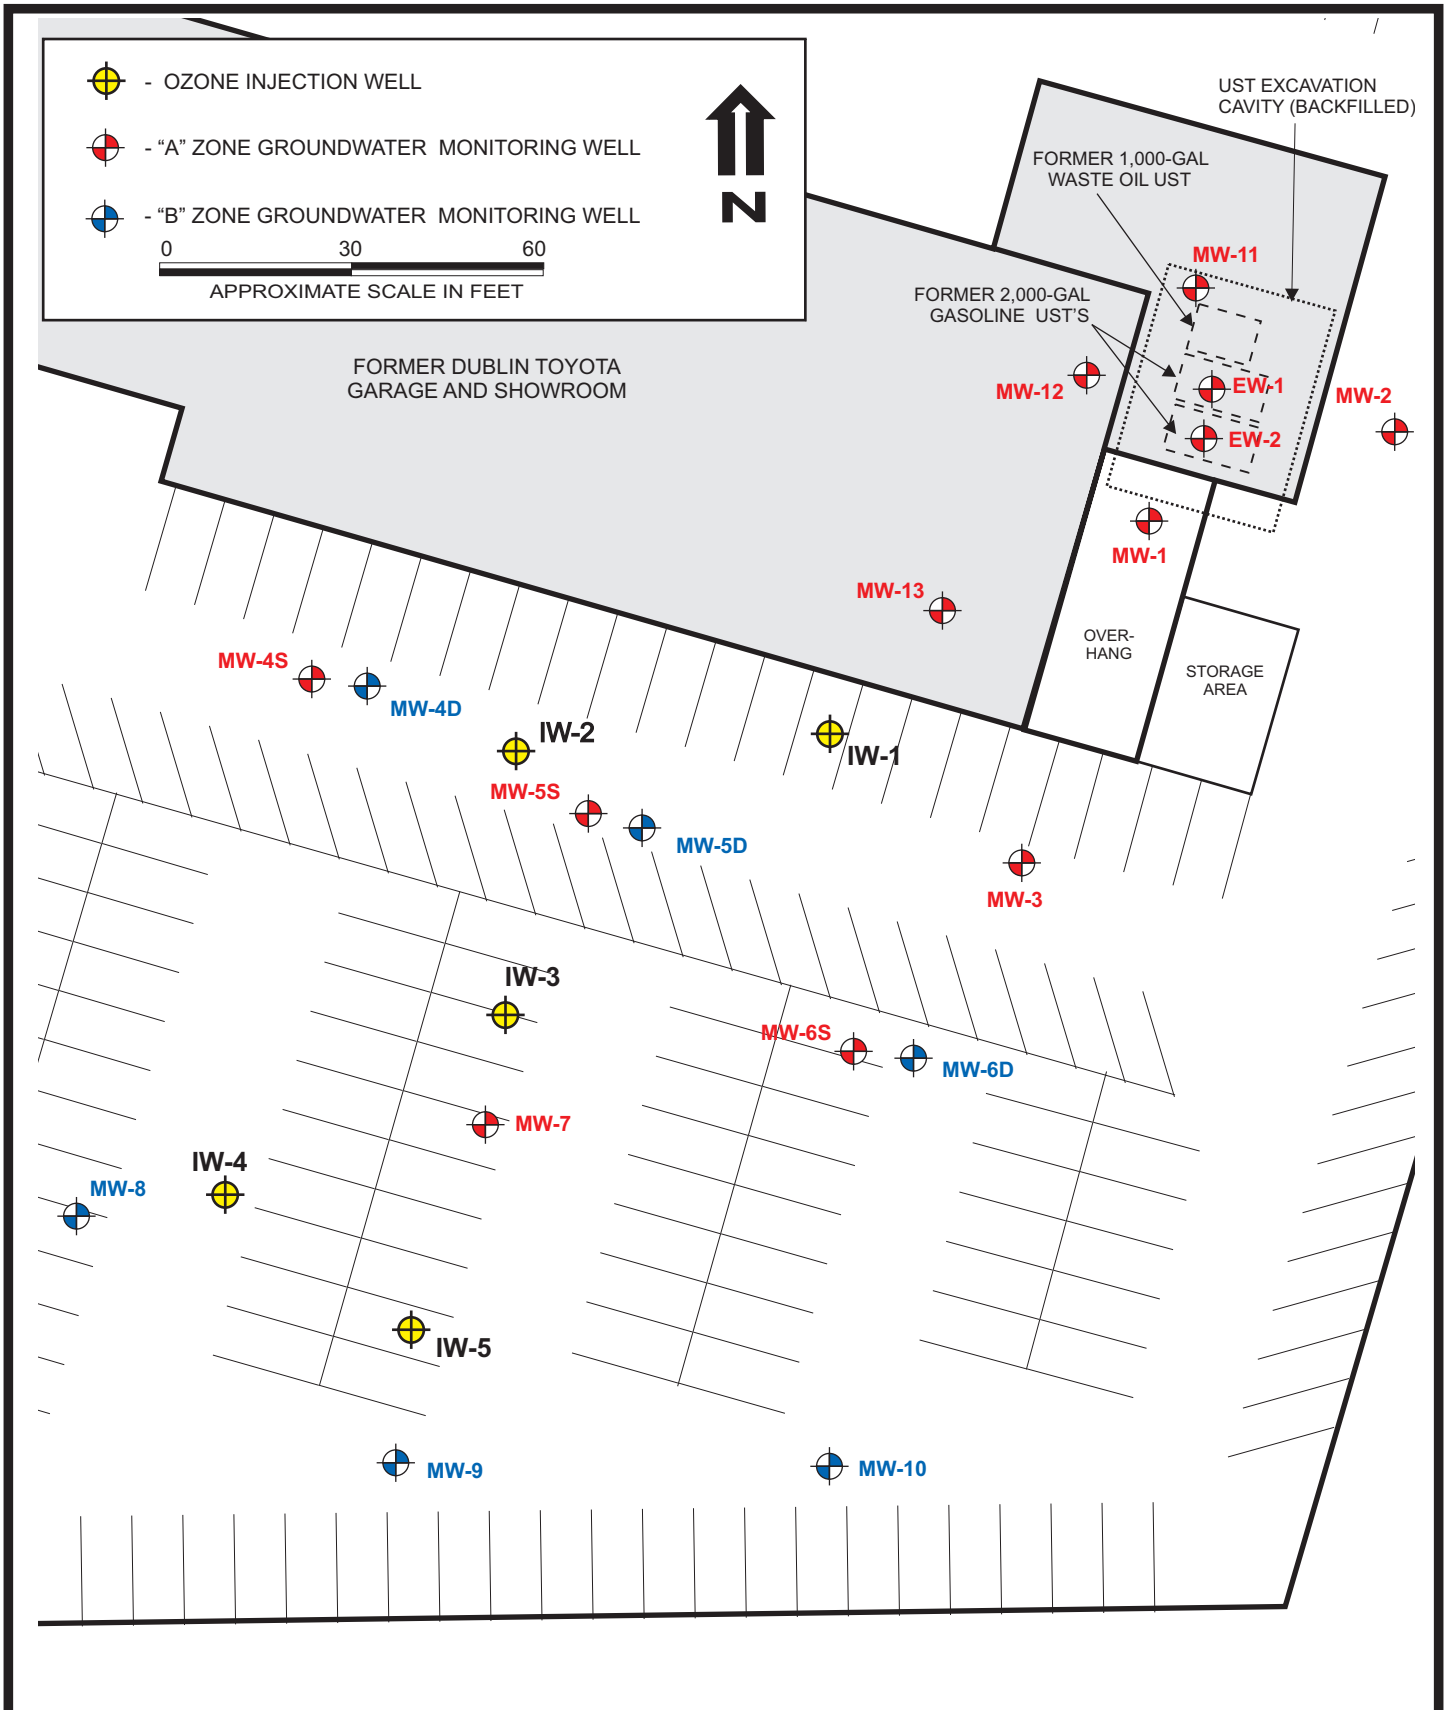 - OZONE INJECTION WELL
- “A” ZONE GROUNDWATER MONITORING WELL
- “B” ZONE GROUNDWATER MONITORING WELL
0 30 60
APPROXIMATE SCALE IN FEET
N
UST EXCAVATION
CAVITY (BACKFILLED)
FORMER 1,000-GAL
WASTE OIL UST
MW-11
FORMER 2,000-GAL
GASOLINE UST'S
FORMER DUBLIN TOYOTA
GARAGE AND SHOWROOM
MW-12
EW-1
MW-2
EW-2
MW-1
MW-13
OVER-
HANG
STORAGE
AREA
MW-4S
MW-4D
IW-2
IW-1
MW-5S
MW-5D
MW-3
IW-3
MW-6S
MW-6D
MW-7
IW-4
MW-8
IW-5
MW-9
MW-10